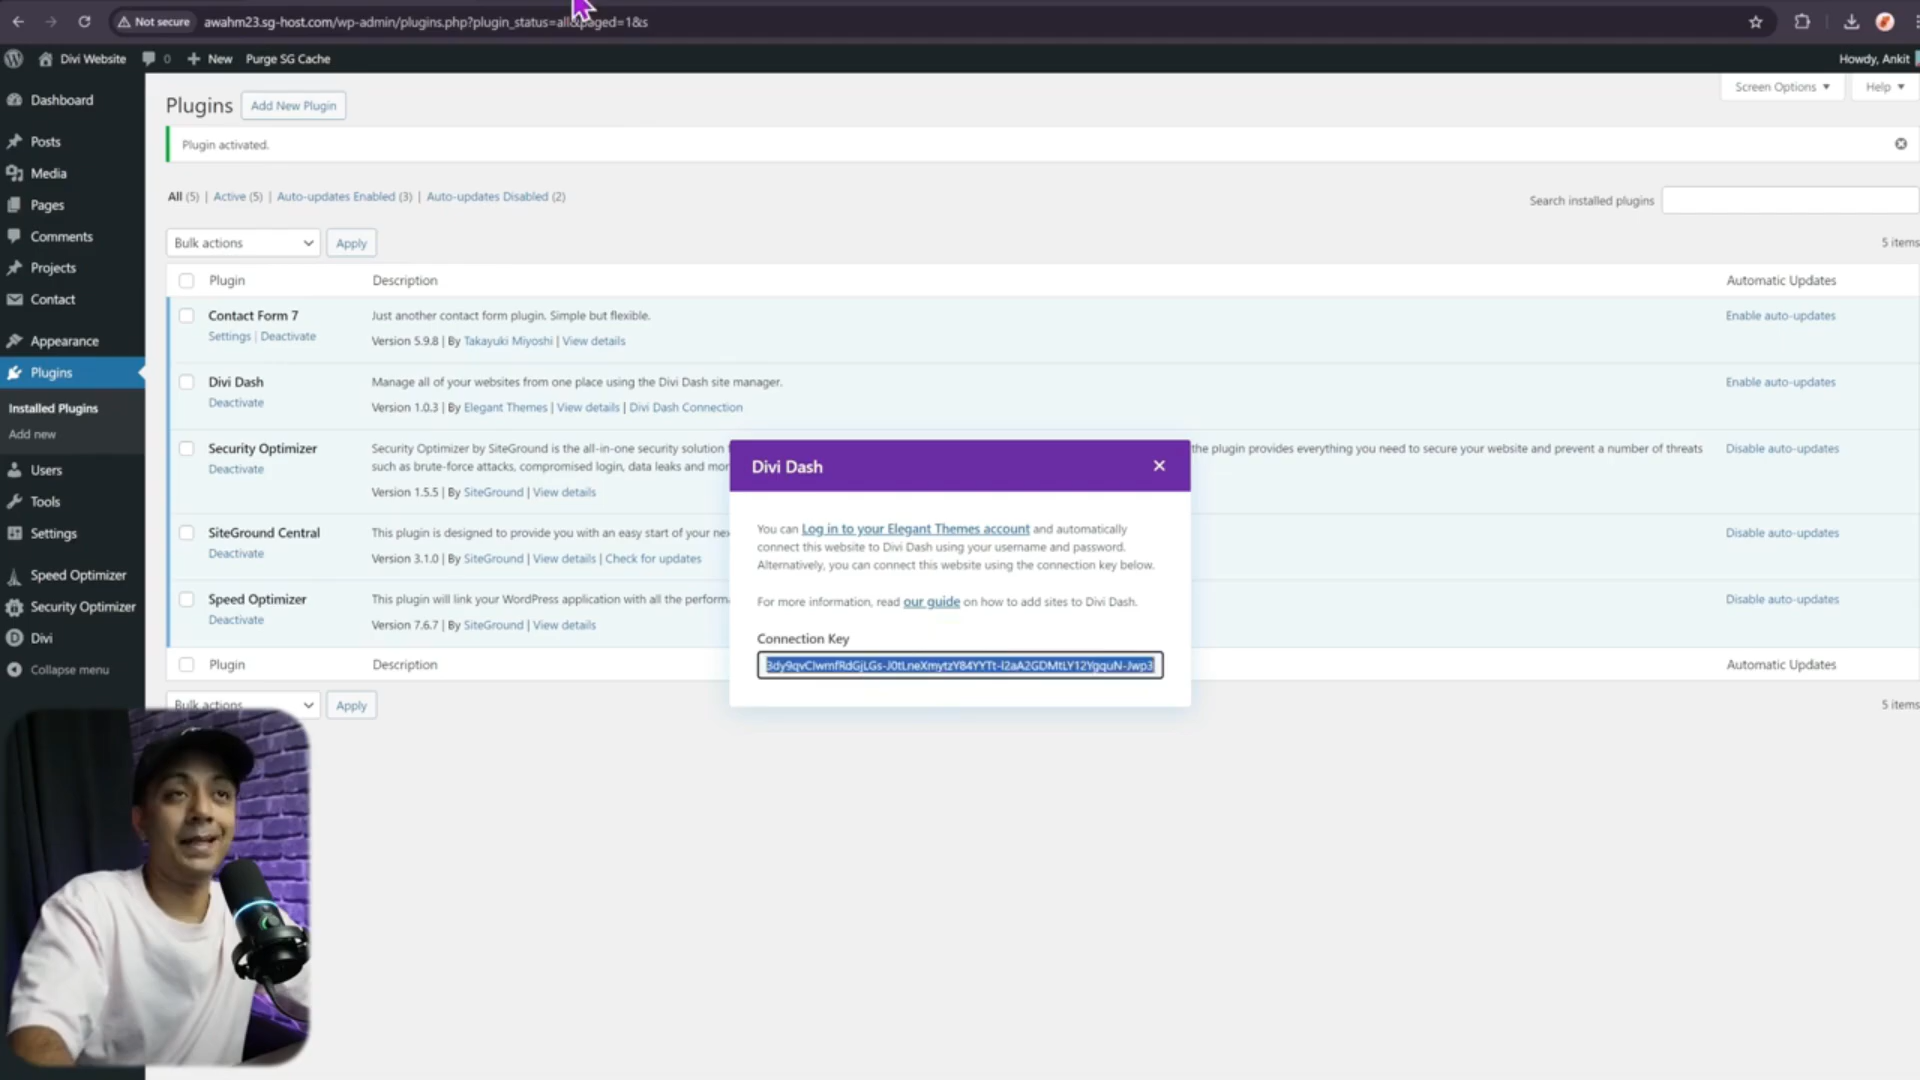 Not secure
awahm23.sg-host.com/wp-admin/plugins.php?plugin_status=all&paged=1&s
Divi Website
0
New
Purge SG Cache
Howdy, Ankit
Dashboard
Posts
Media
Pages
Comments
Projects
Contact
Appearance
Plugins
Installed Plugins
Add new
Users
Tools
Settings
Speed Optimizer
Security Optimizer
Divi
Collapse menu
Plugins
Add New Plugin
Screen Options
Help
Plugin activated.
All (5) | Active (5) | Auto-updates Enabled (3) | Auto-updates Disabled (2)
Search installed plugins
Bulk actions
Apply
5 items
Plugin
Description
Automatic Updates
Contact Form 7
Settings | Deactivate
Just another contact form plugin. Simple but flexible.
Version 5.9.8 | By Takayuki Miyoshi | View details
Enable auto-updates
Divi Dash
Deactivate
Manage all of your websites from one place using the Divi Dash site manager.
Version 1.0.3 | By Elegant Themes | View details | Divi Dash Connection
Enable auto-updates
Security Optimizer
Deactivate
Security Optimizer by SiteGround is the all-in-one security solution
the plugin provides everything you need to secure your website and prevent a number of threats
such as brute-force attacks, compromised login, data leaks and
Version 1.5.5 | By SiteGround | View details
Disable auto-updates
SiteGround Central
Deactivate
This plugin is designed to provide you with an easy start of your
Version 3.1.0 | By SiteGround | View details | Check for updates
Disable auto-updates
Speed Optimizer
Deactivate
This plugin will link your WordPress application with all the
Version 7.6.7 | By SiteGround | View details
Disable auto-updates
Plugin
Description
Automatic Updates
Bulk actions
Apply
5 items
Divi Dash
You can Log in to your Elegant Themes account and automatically
connect this website to Divi Dash using your username and password.
Alternatively, you can connect this website using the connection key below.
For more information, read our guide on how to add sites to Divi Dash.
Connection Key